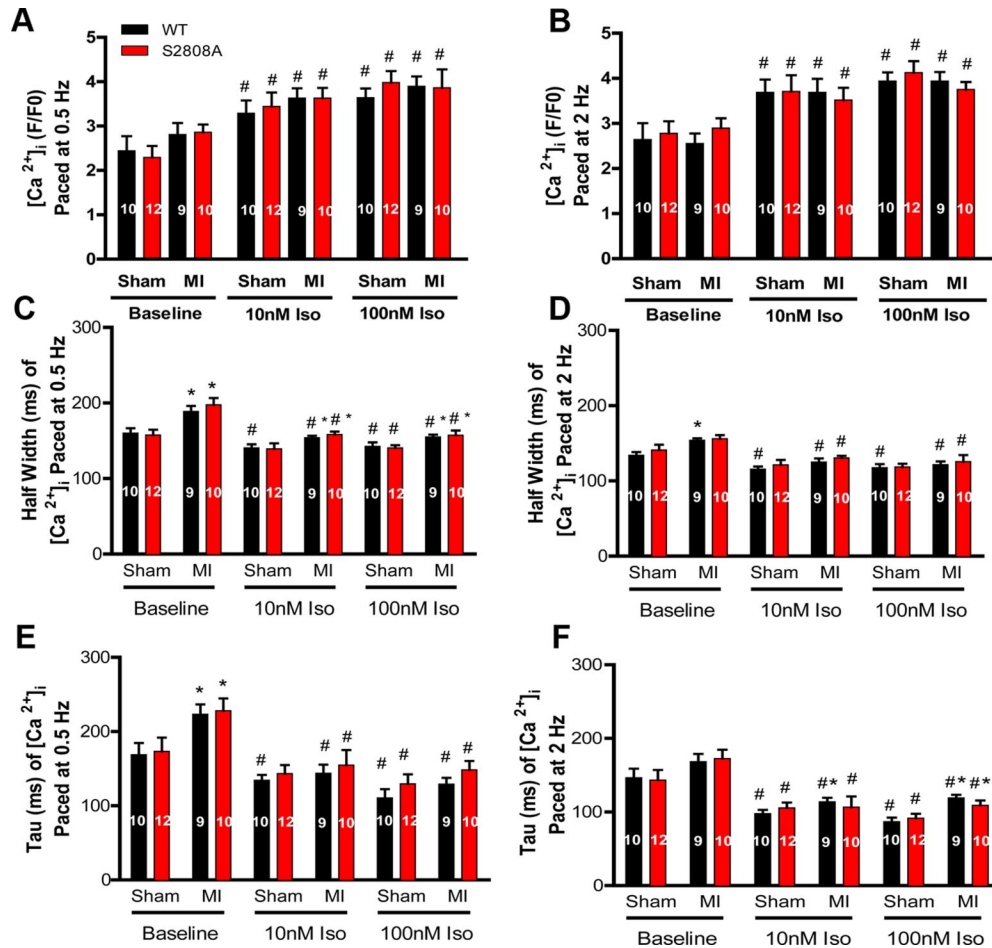 A
WT
S2808A
[Ca 2+]i (F/F0)
Paced at 0.5 Hz
5
4
3
2
1
0
# # # # # # # #
10 12 9 10 10 12 9 10 10 12 9 10
Sham MI Sham MI Sham MI
Baseline 10nM Iso 100nM Iso
B
[Ca 2+]i (F/F0)
Paced at 2 Hz
5
4
3
2
1
0
# # # # # # # #
10 12 9 10 10 12 9 10 10 12 9 10
Sham MI Sham MI Sham MI
Baseline 10nM Iso 100nM Iso
C
Half Width (ms) of
[Ca 2+]i Paced at 0.5 Hz
300
200
100
0
* * # # * # * # # # * # *
10 12 9 10 10 12 9 10 10 12 9 10
Sham MI Sham MI Sham MI
Baseline 10nM Iso 100nM Iso
D
Half Width (ms) of
[Ca 2+]i Paced at 2 Hz
300
200
100
0
* # # # # # #
10 12 9 10 10 12 9 10 10 12 9 10
Sham MI Sham MI Sham MI
Baseline 10nM Iso 100nM Iso
E
Tau (ms) of [Ca 2+]i
Paced at 0.5 Hz
300
200
100
0
* * # # # # # # #
10 12 9 10 10 12 9 10 10 12 9 10
Sham MI Sham MI Sham MI
Baseline 10nM Iso 100nM Iso
F
Tau (ms) of [Ca 2+]i
Paced at 2 Hz
300
200
100
0
# # #* # # # #* #*
10 12 9 10 10 12 9 10 10 12 9 10
Sham MI Sham MI Sham MI
Baseline 10nM Iso 100nM Iso